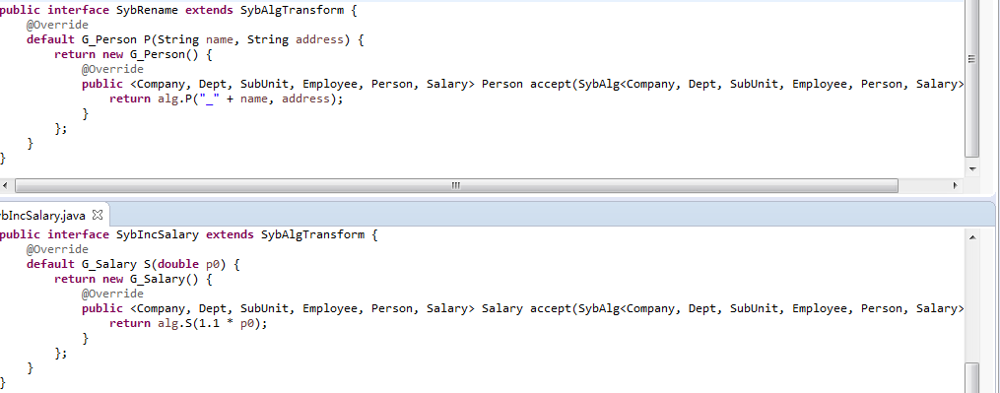 public interface SybRename extends SybAlgTransform {
@Override
default G_Person P(String name, String address) {
return new G_Person() {
@Override
public <Company, Dept, SubUnit, Employee, Person, Salary> Person accept(SybAlg<Company, Dept, SubUnit, Employee, Person, Salary>
return alg.P("_" + name, address);
}
};
}
}
ybIncSalary.java
public interface SybIncSalary extends SybAlgTransform {
@Override
default G_Salary S(double p0) {
return new G_Salary() {
@Override
public <Company, Dept, SubUnit, Employee, Person, Salary> Salary accept(SybAlg<Company, Dept, SubUnit, Employee, Person, Salary>
return alg.S(1.1 * p0);
}
};
}
}